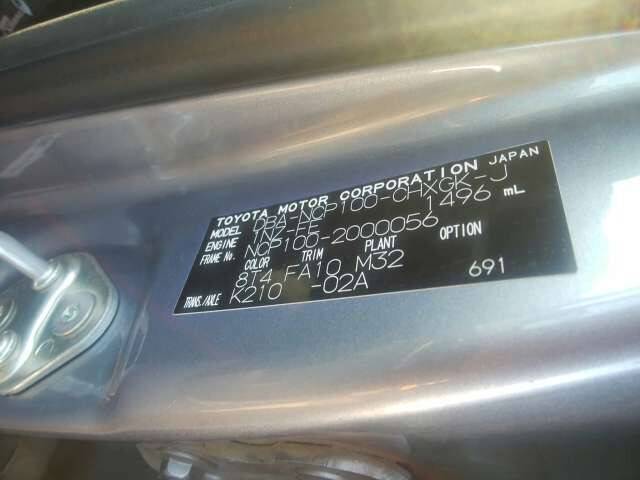 TOYOTA MOTOR CORPORATION JAPAN
MODEL DBA-NCP100-CHXGK-J
ENGINE 1NZ-FE 1496 mL
FRAME No. NCP100-2000056
COLOR TRIM PLANT OPTION
8T4 FA10 M32
TRANS./AXLE K210 -02A 691